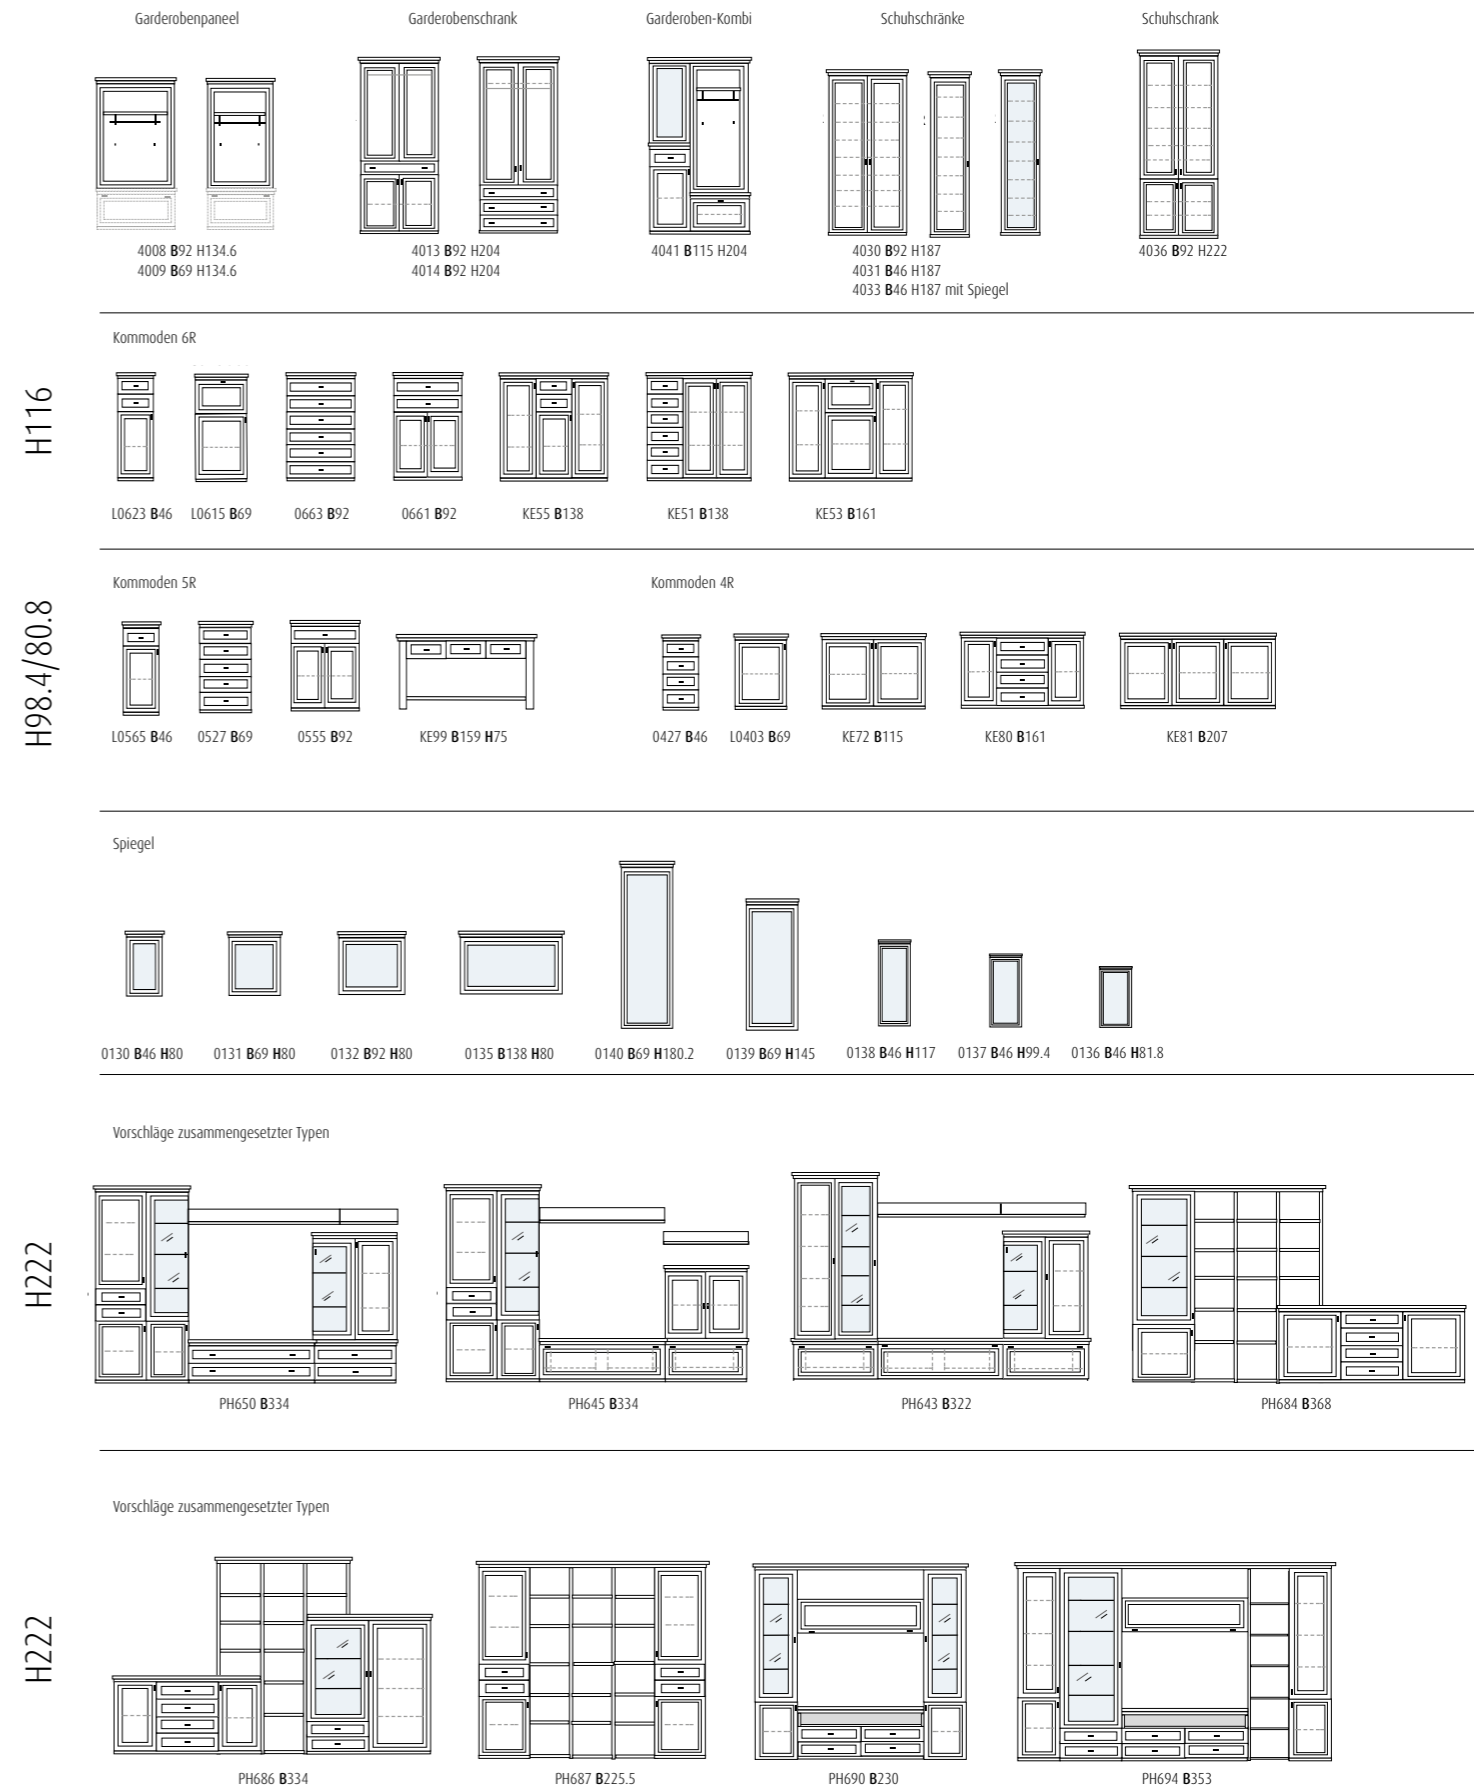 Garderobenpaneel
Garderobenschrank
Garderoben-Kombi
Schuhschränke
Schuhschrank
4008 B92 H134.6
4009 B69 H134.6
4013 B92 H204
4014 B92 H204
4041 B115 H204
4030 B92 H187
4031 B46 H187
4033 B46 H187 mit Spiegel
4036 B92 H222
H116
Kommoden 6R
L0623 B46
L0615 B69
0663 B92
0661 B92
KE55 B138
KE51 B138
KE53 B161
H98.4/80.8
Kommoden 5R
Kommoden 4R
L0565 B46
0527 B69
0555 B92
KE99 B159 H75
0427 B46
L0403 B69
KE72 B115
KE80 B161
KE81 B207
Spiegel
0130 B46 H80
0131 B69 H80
0132 B92 H80
0135 B138 H80
0140 B69 H180.2
0139 B69 H145
0138 B46 H117
0137 B46 H99.4
0136 B46 H81.8
H222
Vorschläge zusammengesetzter Typen
PH650 B334
PH645 B334
PH643 B322
PH684 B368
H222
Vorschläge zusammengesetzter Typen
PH686 B334
PH687 B225.5
PH690 B230
PH694 B353